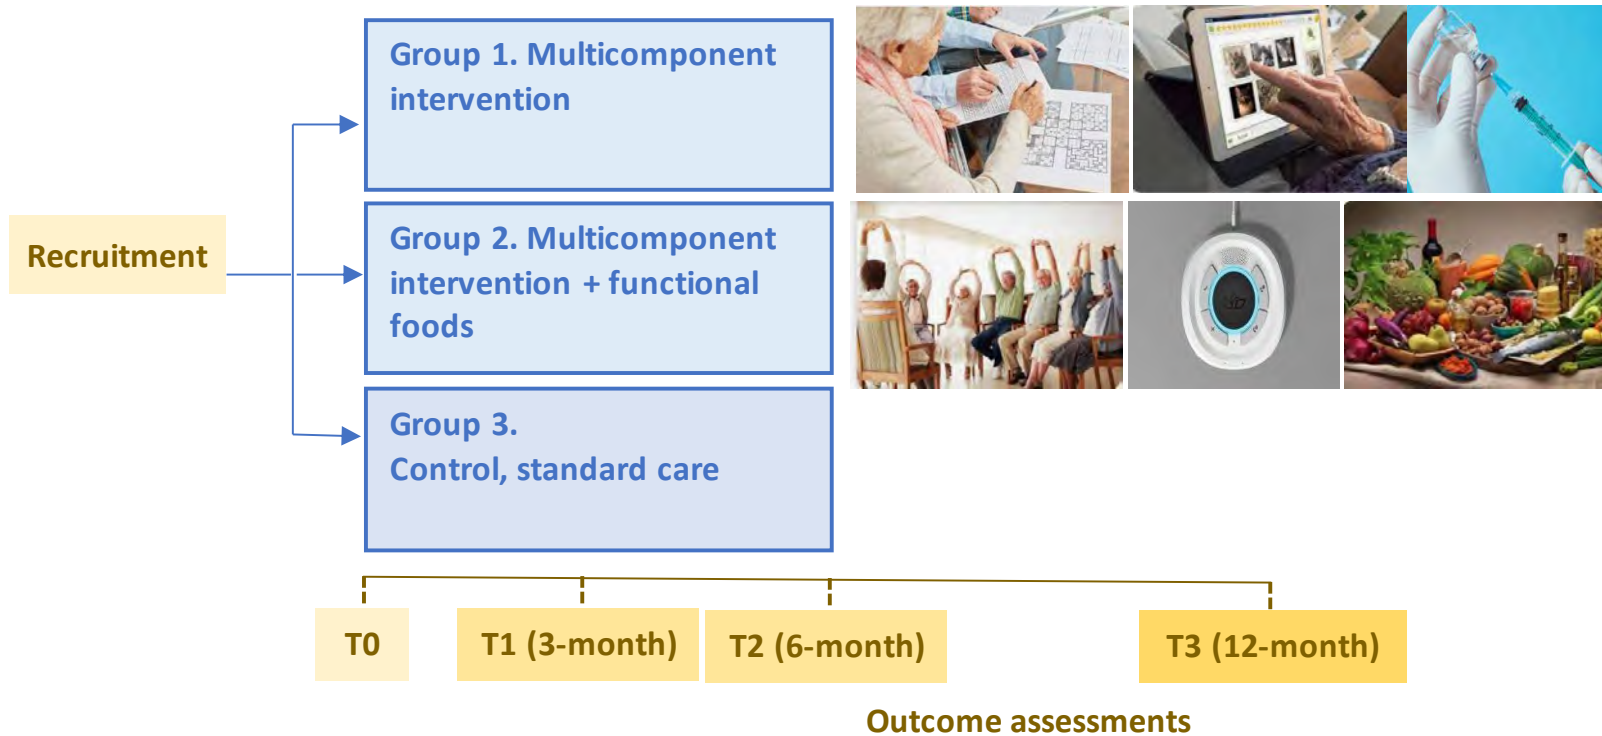 Group 1. Multicomponent
intervention
Recruitment
Group 2. Multicomponent
intervention + functional
foods
Group 3.
Control, standard care
T0
T1 (3-month)
T2 (6-month)
T3 (12-month)
Outcome assessments